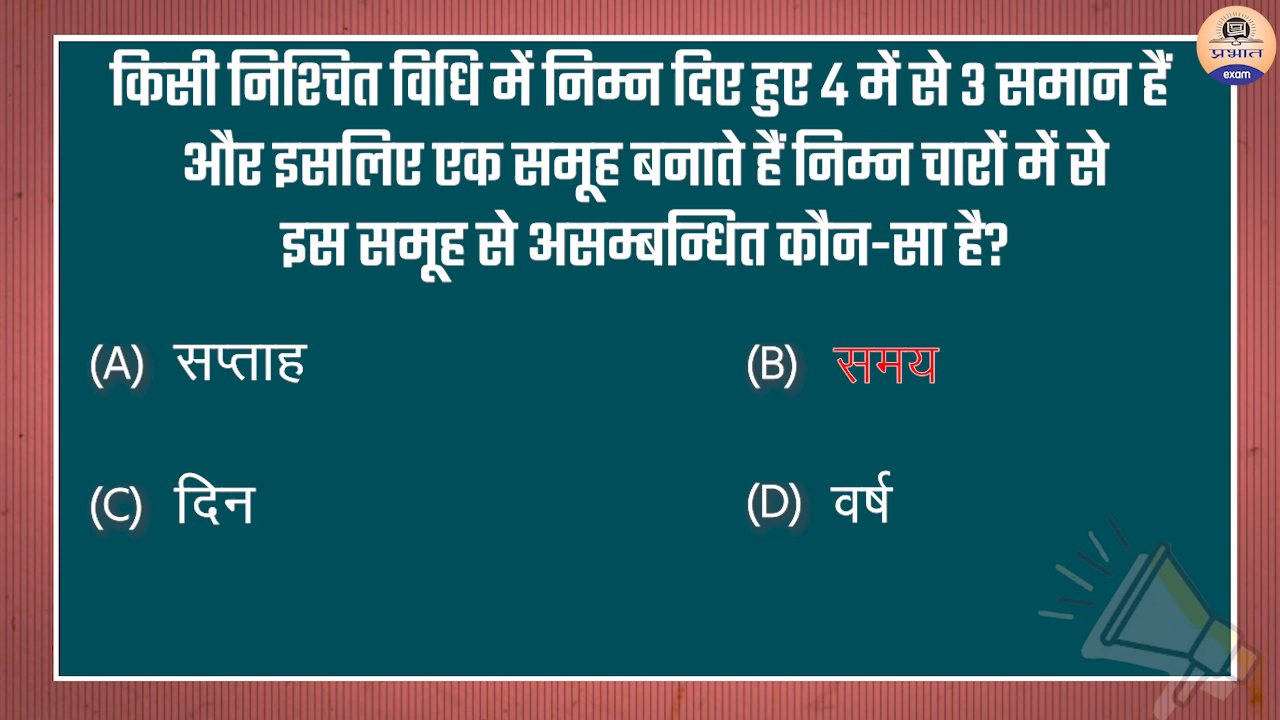 प्रभात
exam
किसी निश्चित विधि में निम्न दिए हुए 4 में से 3 समान हैं
और इसलिए एक समूह बनाते हैं निम्न चारों में से
इस समूह से असम्बन्धित कौन-सा है?
(A) सप्ताह
(B) समय
(C) दिन
(D) वर्ष